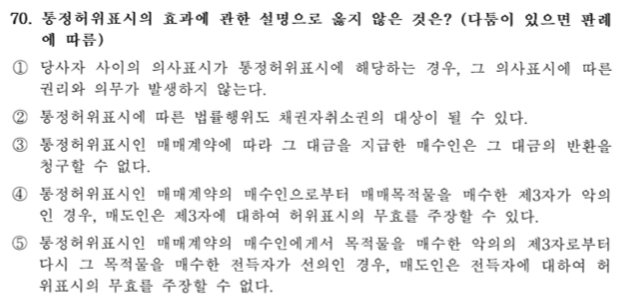 70. 통정허위표시의 효과에 관한 설명으로 옳지 않은 것은? (다툼이 있으면 판례
에 따름)
① 당사자 사이의 의사표시가 통정허위표시에 해당하는 경우, 그 의사표시에 따른
권리와 의무가 발생하지 않는다.
② 통정허위표시에 따른 법률행위도 채권자취소권의 대상이 될 수 있다.
③ 통정허위표시인 매매계약에 따라 그 대금을 지급한 매수인은 그 대금의 반환을
청구할 수 없다.
④ 통정허위표시인 매매계약의 매수인으로부터 매매목적물을 매수한 제3자가 악의
인 경우, 매도인은 제3자에 대하여 허위표시의 무효를 주장할 수 있다.
⑤ 통정허위표시인 매매계약의 매수인에게서 목적물을 매수한 악의의 제3자로부터
다시 그 목적물을 매수한 전득자가 선의인 경우, 매도인은 전득자에 대하여 허
위표시의 무효를 주장할 수 없다.